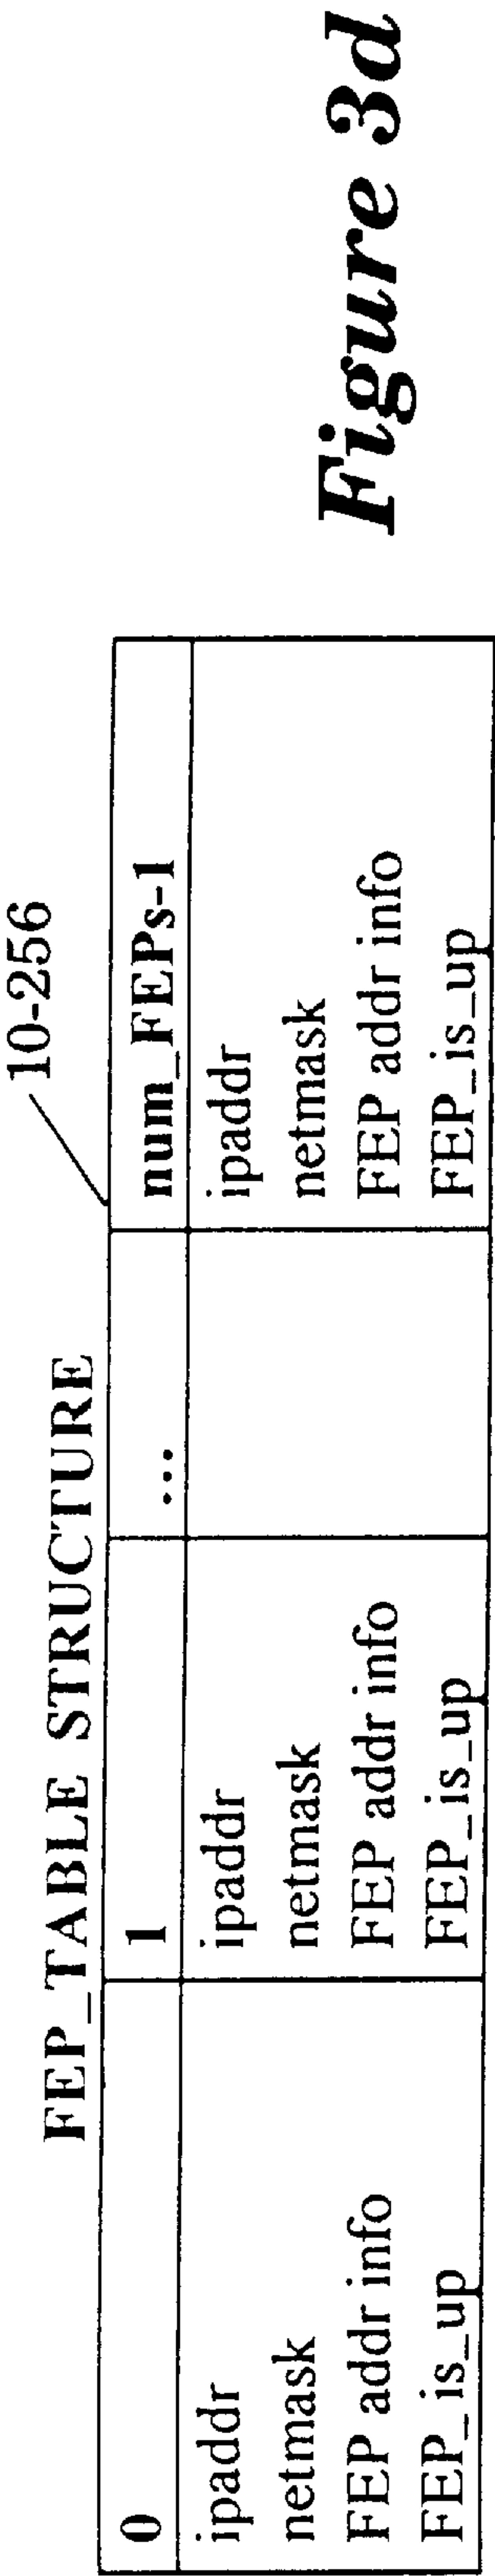 FEP_TABLE STRUCTURE
10-256
0 1 ... num_FEPs-1
ipaddr ipaddr ipaddr
netmask netmask netmask
FEP addr info FEP addr info FEP addr info
FEP_is_up FEP_is_up FEP_is_up
Figure 3d